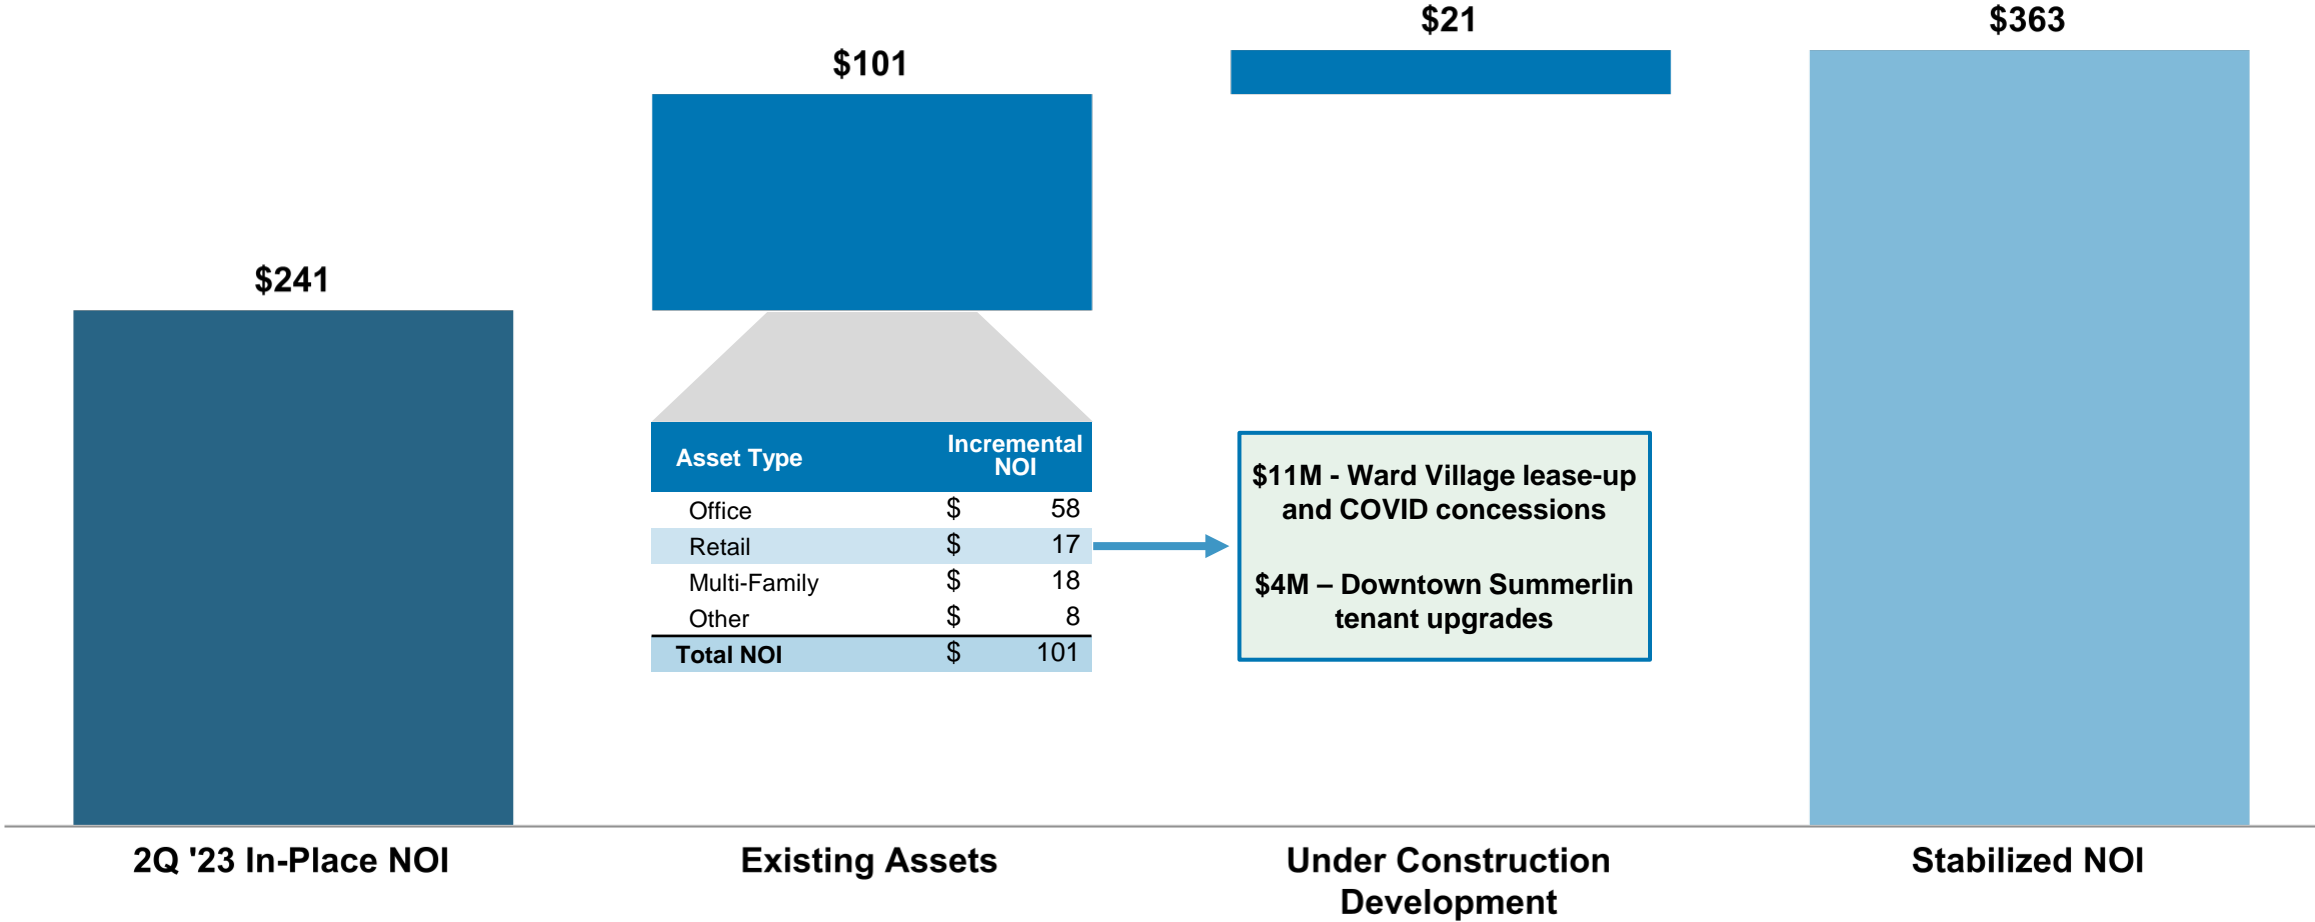 $241
$101
$21
$363
Asset Type Incremental NOI
Office $ 58
Retail $ 17
Multi-Family $ 18
Other $ 8
Total NOI $ 101
$11M - Ward Village lease-up
and COVID concessions
$4M – Downtown Summerlin
tenant upgrades
2Q '23 In-Place NOI
Existing Assets
Under Construction
Development
Stabilized NOI